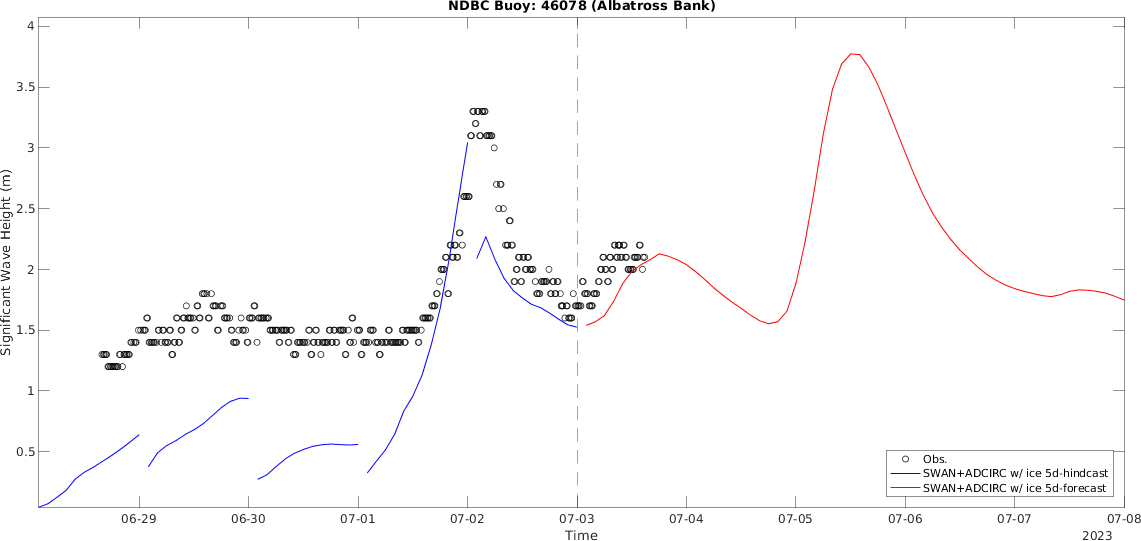 NDBC Buoy: 46078 (Albatross Bank)
4
3.5
3
2.5
2
1.5
1
0.5
Significant Wave Height (m)
Obs.
SWAN+ADCIRC w/ ice 5d-hindcast
SWAN+ADCIRC w/ ice 5d-forecast
06-29 06-30 07-01 07-02 07-03 07-04 07-05 07-06 07-07 07-08
Time
2023